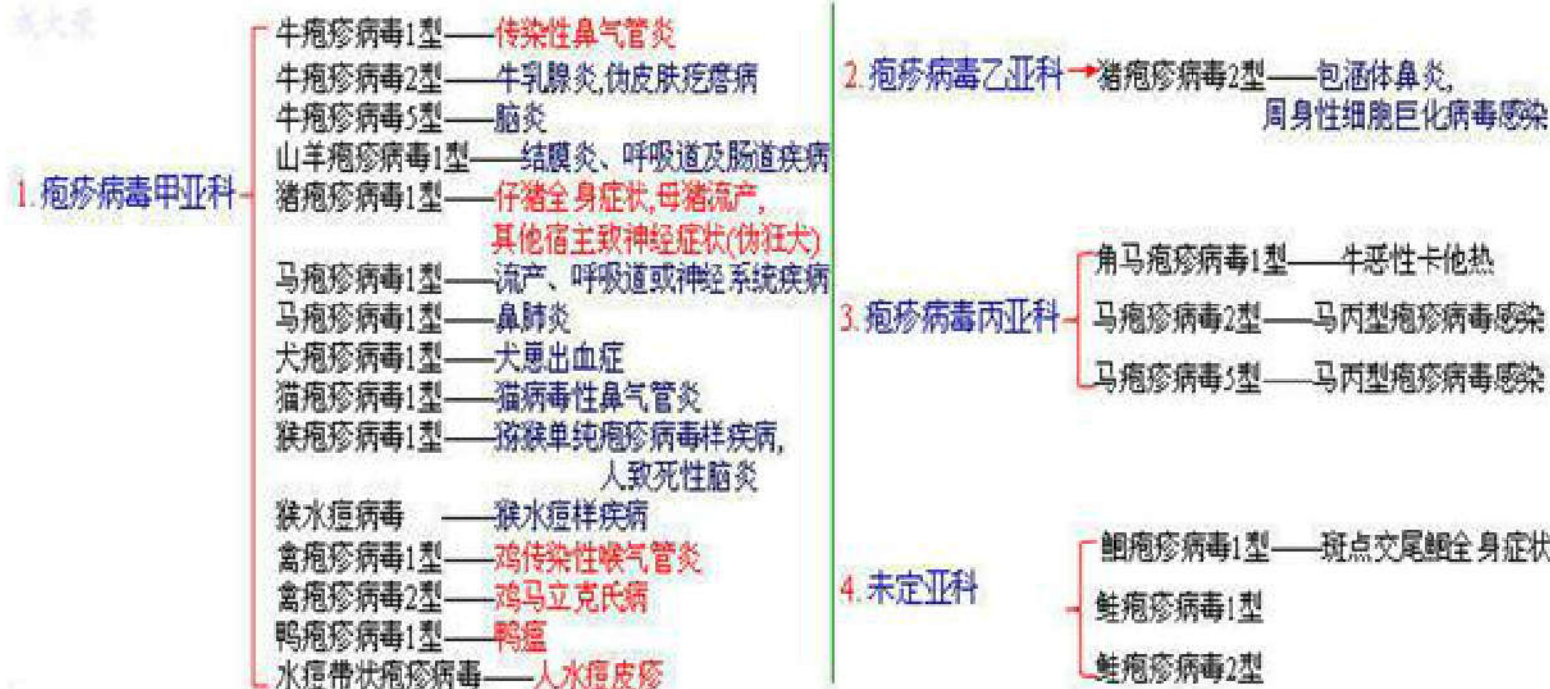 1. 疱疹病毒甲亚科
牛疱疹病毒1型——传染性鼻气管炎
牛疱疹病毒2型——牛乳腺炎,伪皮肤疙瘩病
牛疱疹病毒5型——脑炎
山羊疱疹病毒1型——结膜炎、呼吸道及肠道疾病
猪疱疹病毒1型——仔猪全身症状,母猪流产,
其他宿主致神经症状(伪狂犬)
马疱疹病毒1型——流产、呼吸道或神经系统疾病
马疱疹病毒1型——鼻肺炎
犬疱疹病毒1型——犬崽出血症
猫疱疹病毒1型——猫病毒性鼻气管炎
猴疱疹病毒1型——猕猴单纯疱疹病毒样疾病,
人致死性脑炎
猴水痘病毒——猴水痘样疾病
禽疱疹病毒1型——鸡传染性喉气管炎
禽疱疹病毒2型——鸡马立克氏病
鸭疱疹病毒1型——鸭瘟
水痘带状疱疹病毒——人水痘皮疹
2. 疱疹病毒乙亚科→猪疱疹病毒2型——包涵体鼻炎,
周身性细胞巨化病毒感染
3. 疱疹病毒丙亚科
角马疱疹病毒1型——牛恶性卡他热
马疱疹病毒2型——马丙型疱疹病毒感染
马疱疹病毒5型——马丙型疱疹病毒感染
4. 未定亚科
鮰疱疹病毒1型——斑点交尾鮰全身症状
鲑疱疹病毒1型
鲑疱疹病毒2型